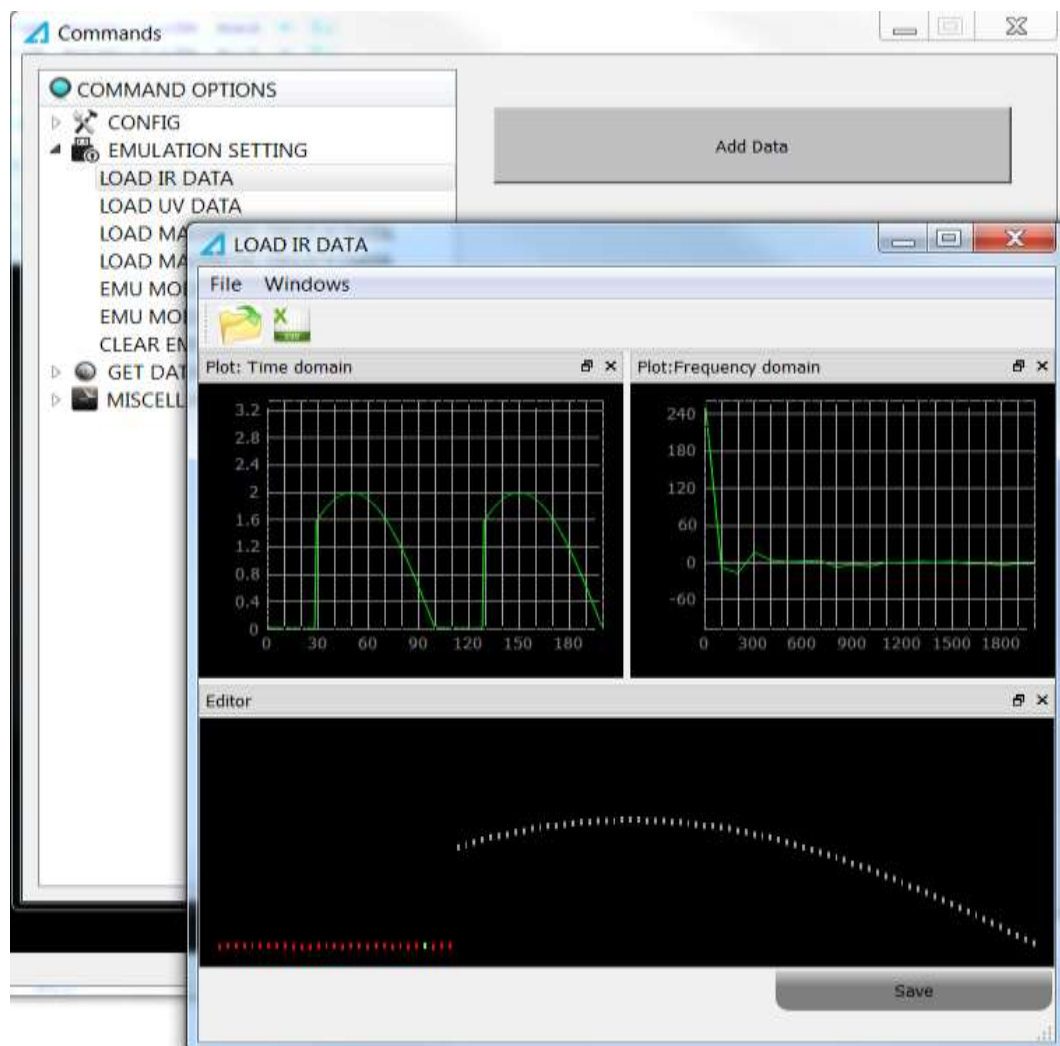 Commands
COMMAND OPTIONS
CONFIG
EMULATION SETTING
LOAD IR DATA
LOAD UV DATA
LOAD MA
LOAD MA
EMU MO
EMU MO
CLEAR EM
GET DAT
MISCELL
Add Data
LOAD IR DATA
File Windows
Plot: Time domain
3.2
2.8
2.4
2
1.6
1.2
0.8
0.4
0
0 30 60 90 120 150 180
Plot:Frequency domain
240
180
120
60
0
-60
0 300 600 900 1200 1500 1800
Editor
Save